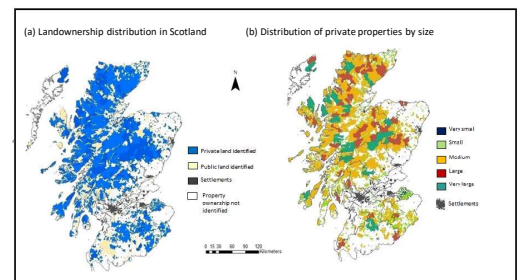 (a) Landownership distribution in Scotland
(b) Distribution of private properties by size
N
Private land identified
Public land identified
Settlements
Property
ownership not
identified
0 15 30 60 90 120
Kilometers
Very small
Small
Medium
Large
Very large
Settlements